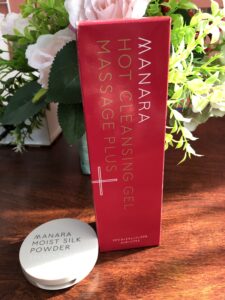 MANARA
HOT CLEANSING GEL
MASSAGE PLUS
MANARA
MOIST SILK
POWDER